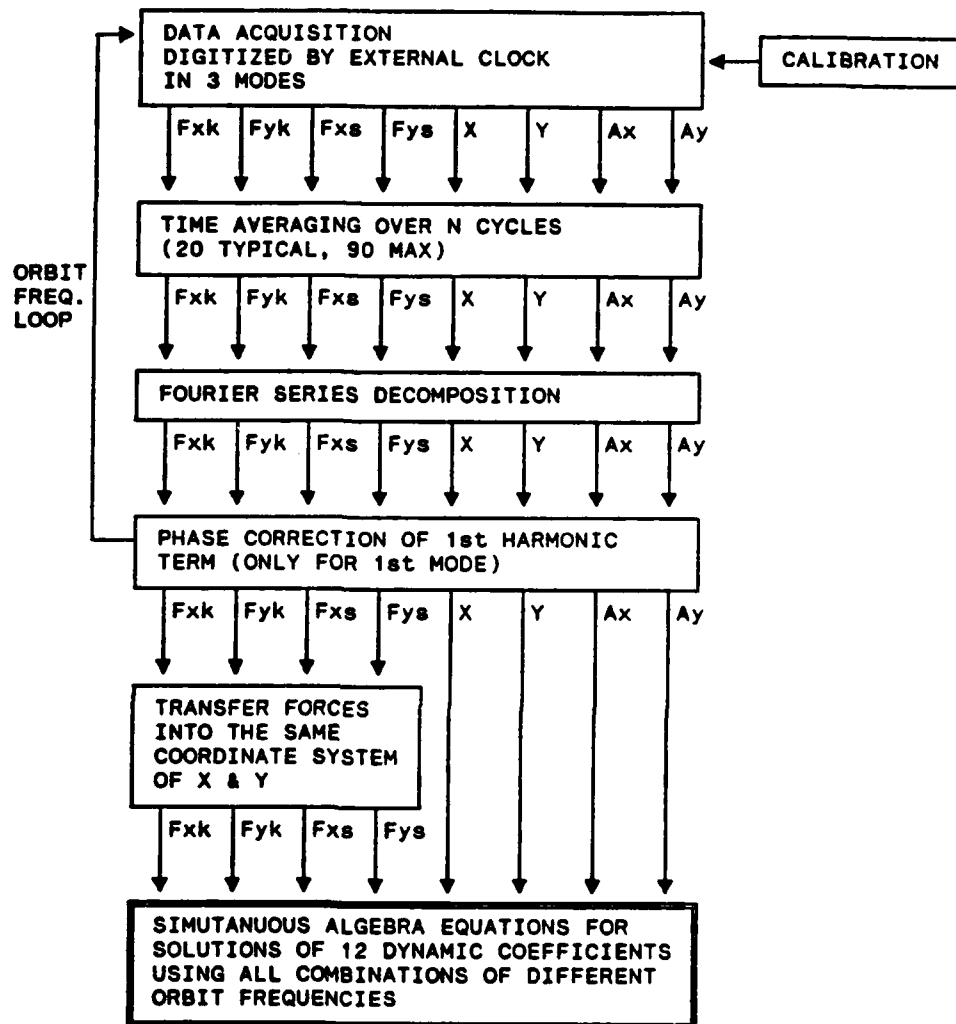 DATA ACQUISITION
DIGITIZED BY EXTERNAL CLOCK
IN 3 MODES
CALIBRATION
Fxk Fyk Fxs Fys X Y Ax Ay
TIME AVERAGING OVER N CYCLES
(20 TYPICAL, 90 MAX)
ORBIT
FREQ.
LOOP
Fxk Fyk Fxs Fys X Y Ax Ay
FOURIER SERIES DECOMPOSITION
Fxk Fyk Fxs Fys X Y Ax Ay
PHASE CORRECTION OF 1st HARMONIC
TERM (ONLY FOR 1st MODE)
Fxk Fyk Fxs Fys X Y Ax Ay
TRANSFER FORCES
INTO THE SAME
COORDINATE SYSTEM
OF X & Y
Fxk Fyk Fxs Fys
SIMUTANUOUS ALGEBRA EQUATIONS FOR
SOLUTIONS OF 12 DYNAMIC COEFFICIENTS
USING ALL COMBINATIONS OF DIFFERENT
ORBIT FREQUENCIES